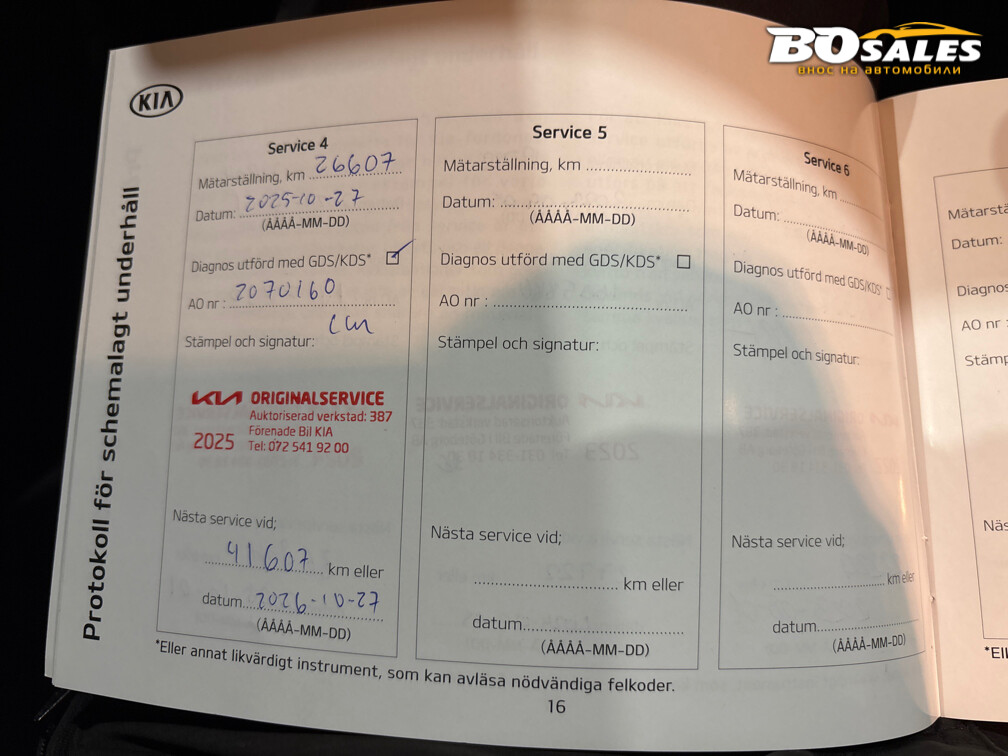 BOSALES
внос на автомобили
KIA
Protokoll för schemalagt underhåll
Service 4
Mätarställning, km 26607
Datum: 2025-10-27
(ÅÅÅÅ-MM-DD)
Diagnos utförd med GDS/KDS*
AO nr : 2070160
Stämpel och signatur:
KIA ORIGINALSERVICE
Auktoriserad verkstad: 387
Förenade Bil KIA
2025 Tel: 072 541 92 00
Nästa service vid;
41607 km eller
datum 2026-10-27
(ÅÅÅÅ-MM-DD)
Service 5
Mätarställning, km
Datum:
(ÅÅÅÅ-MM-DD)
Diagnos utförd med GDS/KDS*
AO nr :
Stämpel och signatur:
Nästa service vid;
km eller
datum
(ÅÅÅÅ-MM-DD)
Service 6
Mätarställning, km
Datum:
(ÅÅÅÅ-MM-DD)
Diagnos utförd med GDS/KDS*
AO nr :
Stämpel och signatur:
Nästa service vid;
km eller
datum
(ÅÅÅÅ-MM-DD)
*Eller annat likvärdigt instrument, som kan avläsa nödvändiga felkoder.
16
Datum:
AO nr :